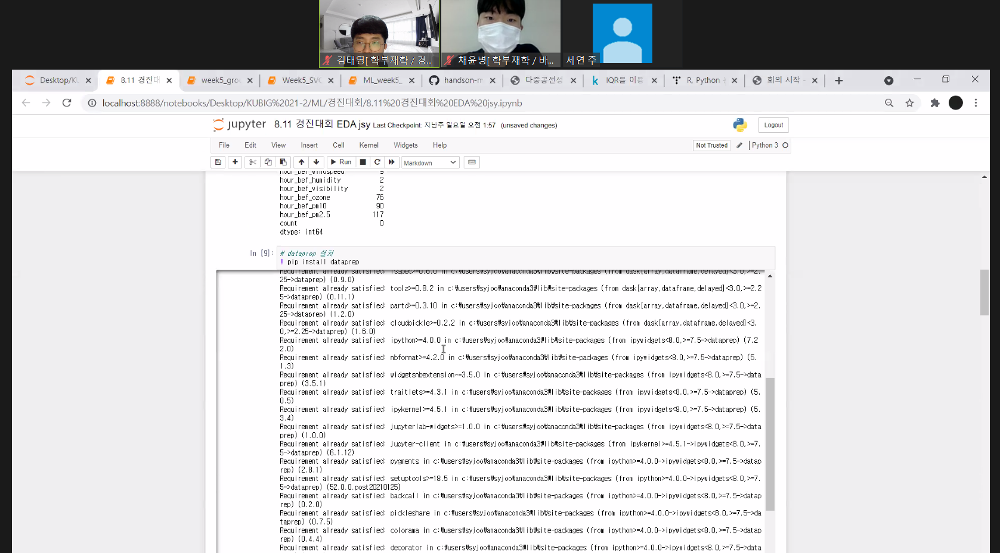 김태영[ 학부재학 / 경...
채윤병[ 학부재학 / 바...
세연 주
Desktop/KU
8.11 경진대
week5_gro
Week5_SVC
ML_week5_
handson-m
다중공선성
IQR을 이용
R, Python
회의 시작 -
localhost:8888/notebooks/Desktop/KUBIG%202021-2/ML/경진대회/8.11%20경진대회%20EDA%20jsy.ipynb
jupyter 8.11 경진대회 EDA jsy Last Checkpoint: 지난주 일요일 오전 1:57 (unsaved changes)
Logout
File Edit View Insert Cell Kernel Widgets Help
Not Trusted
Python 3
Run
Markdown
hour_bef_windspeed 9
hour_bef_humidity 2
hour_bef_visibility 2
hour_bef_ozone 76
hour_bef_pm10 90
hour_bef_pm2.5 117
count 0
dtype: int64
In [9]:
# dataprep 설치
! pip install dataprep
Requirement already satisfied: fsspec>=0.6.0 in c:₩users₩syjoo₩anaconda3₩lib₩site-packages (from dask[array,dataframe,delayed]<3.0,>=2.
25->dataprep) (0.9.0)
Requirement already satisfied: toolz>=0.8.2 in c:₩users₩syjoo₩anaconda3₩lib₩site-packages (from dask[array,dataframe,delayed]<3.0,>=2.2
5->dataprep) (0.11.1)
Requirement already satisfied: partd>=0.3.10 in c:₩users₩syjoo₩anaconda3₩lib₩site-packages (from dask[array,dataframe,delayed]<3.0,>=2.
25->dataprep) (1.2.0)
Requirement already satisfied: cloudpickle>=0.2.2 in c:₩users₩syjoo₩anaconda3₩lib₩site-packages (from dask[array,dataframe,delayed]<3.
0,>=2.25->dataprep) (1.6.0)
Requirement already satisfied: ipython>=4.0.0 in c:₩users₩syjoo₩anaconda3₩lib₩site-packages (from ipywidgets<8.0,>=7.5->dataprep) (7.2
2.0)
Requirement already satisfied: nbformat>=4.2.0 in c:₩users₩syjoo₩anaconda3₩lib₩site-packages (from ipywidgets<8.0,>=7.5->dataprep) (5.
1.3)
Requirement already satisfied: widgetsnbextension~=3.5.0 in c:₩users₩syjoo₩anaconda3₩lib₩site-packages (from ipywidgets<8.0,>=7.5->data
prep) (3.5.1)
Requirement already satisfied: traitlets>=4.3.1 in c:₩users₩syjoo₩anaconda3₩lib₩site-packages (from ipywidgets<8.0,>=7.5->dataprep) (5.
0.5)
Requirement already satisfied: ipykernel>=4.5.1 in c:₩users₩syjoo₩anaconda3₩lib₩site-packages (from ipywidgets<8.0,>=7.5->dataprep) (5.
3.4)
Requirement already satisfied: jupyterlab-widgets>=1.0.0 in c:₩users₩syjoo₩anaconda3₩lib₩site-packages (from ipywidgets<8.0,>=7.5->data
prep) (1.0.0)
Requirement already satisfied: jupyter-client in c:₩users₩syjoo₩anaconda3₩lib₩site-packages (from ipykernel>=4.5.1->ipywidgets<8.0,>=7.
5->dataprep) (6.1.12)
Requirement already satisfied: pygments in c:₩users₩syjoo₩anaconda3₩lib₩site-packages (from ipython>=4.0.0->ipywidgets<8.0,>=7.5->datap
rep) (2.8.1)
Requirement already satisfied: setuptools>=18.5 in c:₩users₩syjoo₩anaconda3₩lib₩site-packages (from ipython>=4.0.0->ipywidgets<8.0,>=7.
5->dataprep) (52.0.0.post20210125)
Requirement already satisfied: backcall in c:₩users₩syjoo₩anaconda3₩lib₩site-packages (from ipython>=4.0.0->ipywidgets<8.0,>=7.5->datap
rep) (0.2.0)
Requirement already satisfied: pickleshare in c:₩users₩syjoo₩anaconda3₩lib₩site-packages (from ipython>=4.0.0->ipywidgets<8.0,>=7.5->da
taprep) (0.7.5)
Requirement already satisfied: colorama in c:₩users₩syjoo₩anaconda3₩lib₩site-packages (from ipython>=4.0.0->ipywidgets<8.0,>=7.5->datap
rep) (0.4.4)
Requirement already satisfied: decorator in c:₩users₩syjoo₩anaconda3₩lib₩site-packages (from ipython>=4.0.0->ipywidgets<8.0,>=7.5->data